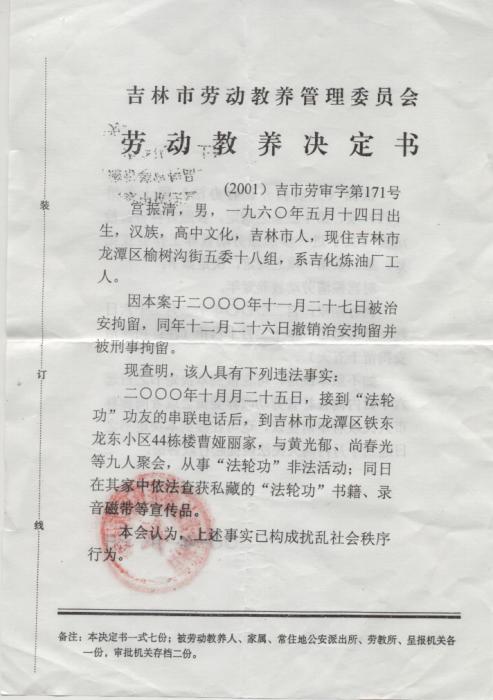 吉林市劳动教养管理委员会
劳动教养决定书
(2001) 吉市劳审字第171号
宫振清，男，一九六〇年五月十四日出
生，汉族，高中文化，吉林市人，现住吉林市
龙潭区榆树沟街五委十八组，系吉化炼油厂工
人。
因本案于二〇〇〇年十一月二十七日被治
安拘留，同年十二月二十六日撤销治安拘留并
被刑事拘留。
现查明，该人具有下列违法事实：
二〇〇〇年十月月二十五日，接到“法轮
功”功友的串联电话后，到吉林市龙潭区铁东
龙东小区44栋楼曹娅丽家，与黄光郁、尚春光
等九人聚会，从事“法轮功”非法活动；同日
在其家中依法查获私藏的“法轮功”书籍、录
音磁带等宣传品。
本会认为，上述事实已构成扰乱社会秩序
行为。
备注：本决定书一式七份；被劳动教养人、家属、常住地公安派出所、劳教所、呈报机关各
一份，审批机关存档二份。
装
订
线